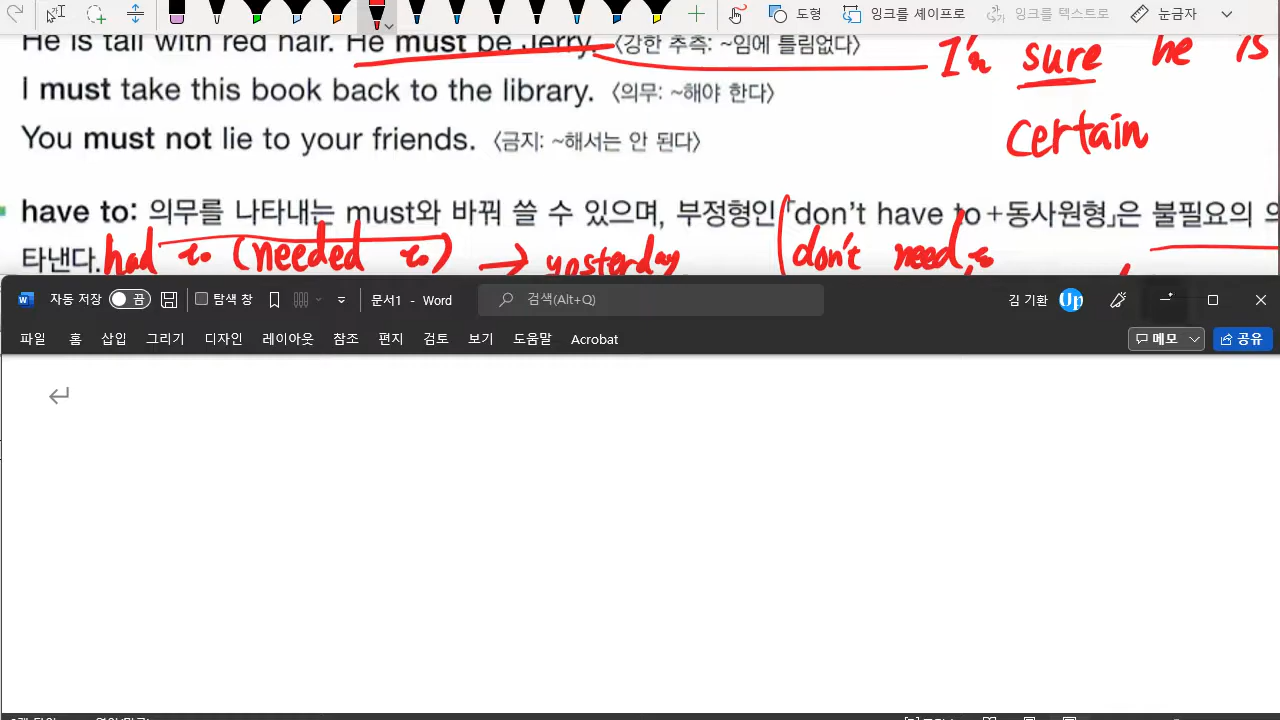 도형 잉크를 셰이프로 잉크를 텍스트로 눈금자
He is tall with red hair. He must be Jerry. 〈강한 추측: ~임에 틀림없다〉 I'm sure he is
I must take this book back to the library. 〈의무: ~해야 한다〉
certain
You must not lie to your friends. 〈금지: ~해서는 안 된다〉
have to: 의무를 나타내는 must와 바꿔 쓸 수 있으며, 부정형인 「don't have to+동사원형」은 불필요의 의
타낸다. had to (needed to) → yesterday don't need to
자동 저장 끔 탐색 창 문서1 - Word 검색(Alt+Q) 김 기환 Up
파일 홈 삽입 그리기 디자인 레이아웃 참조 편지 검토 보기 도움말 Acrobat 메모 공유